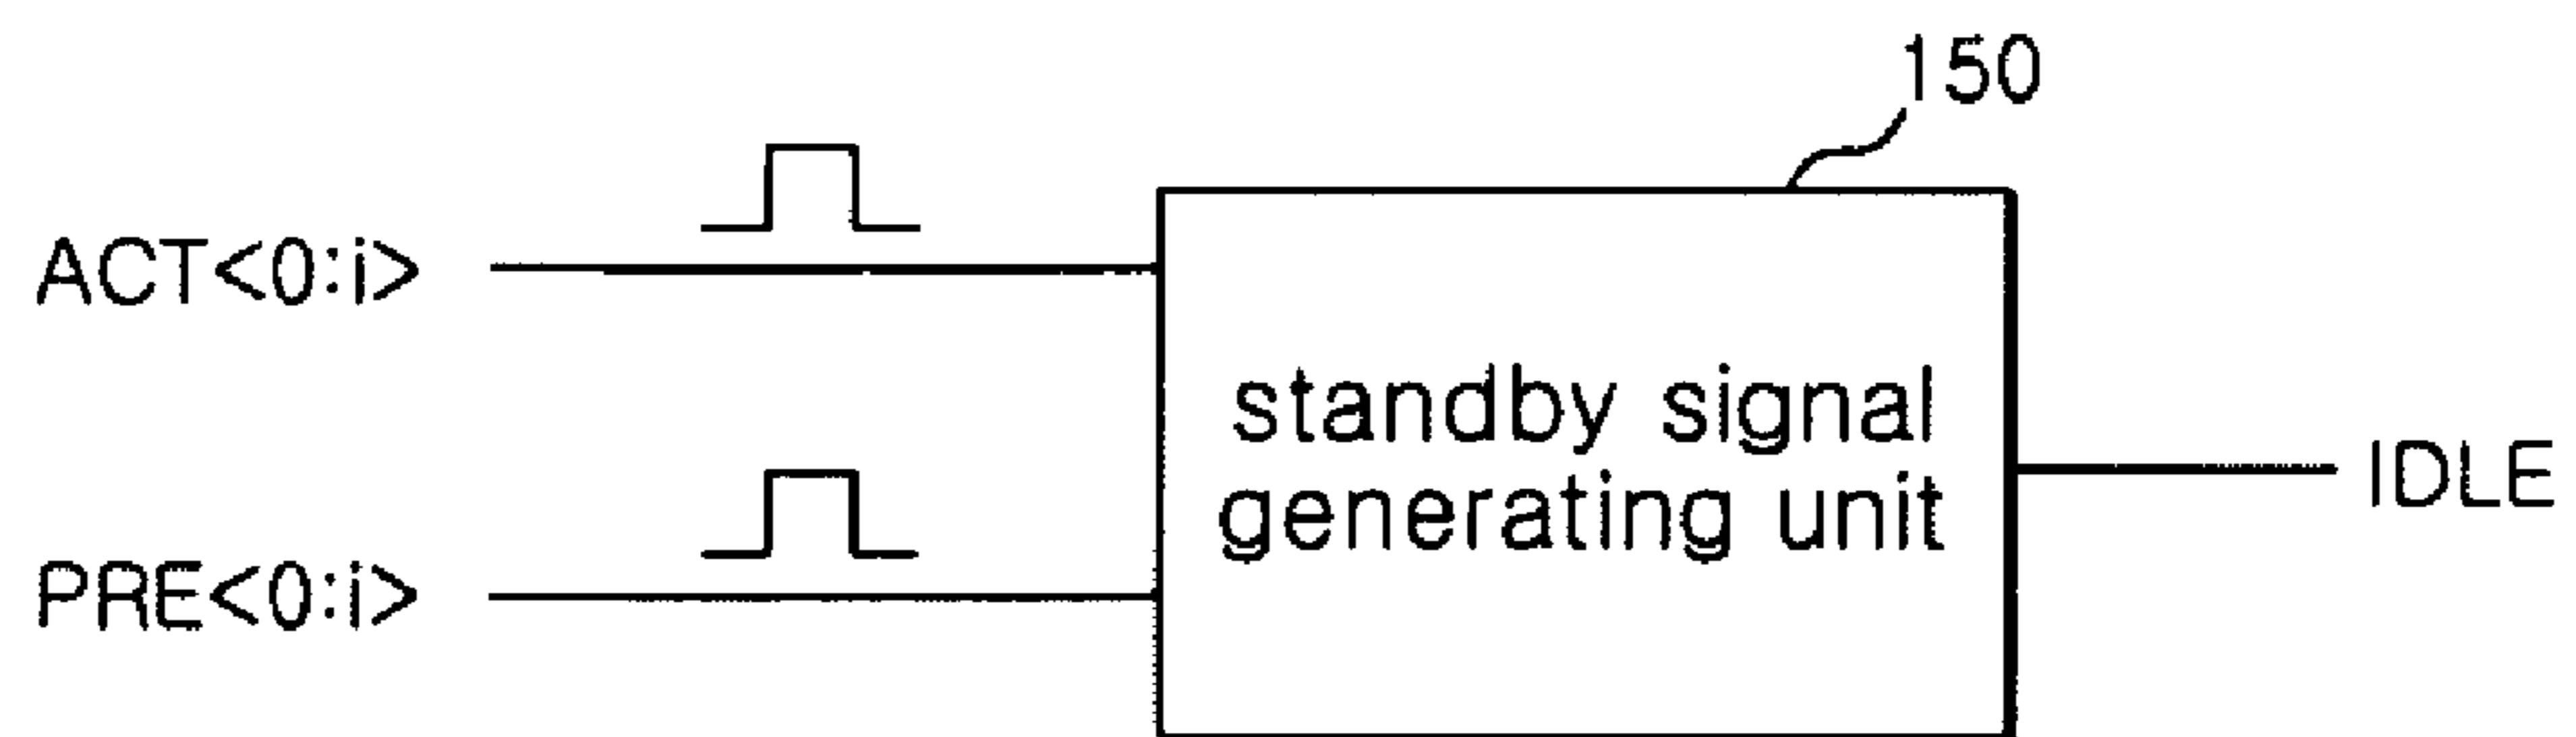 150
ACT<0:i>
standby signal
generating unit
IDLE
PRE<0:i>